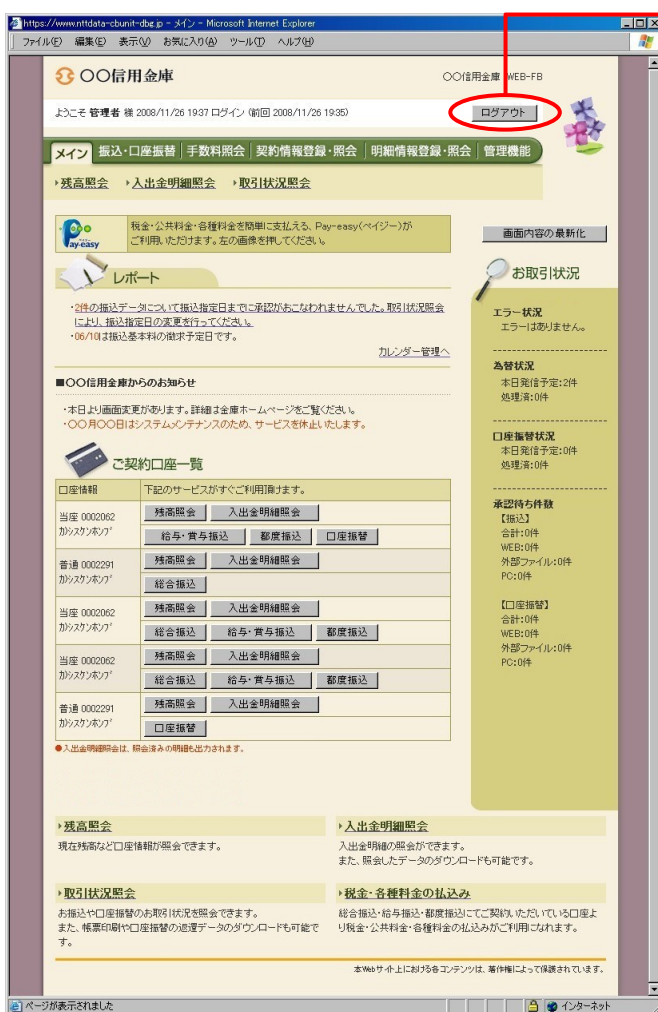 https://www.nttdata-cbunit-dbg.jp - メイン - Microsoft Internet Explorer
ファイル(F) 編集(E) 表示(V) お気に入り(A) ツール(T) ヘルプ(H)
〇〇信用金庫
〇〇信用金庫 WEB-FB
ようこそ 管理者 様 2008/11/26 19:37 ログイン (前回 2008/11/26 19:35)
ログアウト
メイン 振込・口座振替 手数料照会 契約情報登録・照会 明細情報登録・照会 管理機能
残高照会 入出金明細照会 取引状況照会
Pay-easy
税金・公共料金・各種料金を簡単に支払える、Pay-easy(ペイジー)が
ご利用いただけます。左の画像を押してください。
画面内容の最新化
レポート
・2件の振込データについて振込指定日までに承認がおこなわれませんでした。取引状況照会
により、振込指定日の変更を行ってください。
・06/10は振込基本料の徴求予定日です。
カレンダー管理へ
■〇〇信用金庫からのお知らせ
・本日より画面変更があります。詳細は金庫ホームページをご覧ください。
・〇〇月〇〇日はシステムメンテナンスのため、サービスを休止いたします。
ご契約口座一覧
口座情報 下記のサービスがすぐご利用頂けます。
当座 0002062
カ)シスケンホンブ
残高照会 入出金明細照会
給与・賞与振込 都度振込 口座振替
普通 0002291
カ)シスケンホンブ
残高照会 入出金明細照会
総合振込
当座 0002062
カ)シスケンホンブ
残高照会 入出金明細照会
総合振込 給与・賞与振込 都度振込
当座 0002062
カ)シスケンホンブ
残高照会 入出金明細照会
総合振込 給与・賞与振込 都度振込
普通 0002291
カ)シスケンホンブ
残高照会 入出金明細照会
口座振替
●入出金明細照会は、照会済みの明細も出力されます。
お取引状況
エラー状況
エラーはありません。
為替状況
本日発信予定:2件
処理済:0件
口座振替状況
本日発信予定:0件
処理済:0件
承認待ち件数
【振込】
合計:0件
WEB:0件
外部ファイル:0件
PC:0件
【口座振替】
合計:0件
WEB:0件
外部ファイル:0件
PC:0件
残高照会
現在残高など口座情報が照会できます。
入出金明細照会
入出金明細の照会ができます。
また、照会したデータのダウンロードも可能です。
取引状況照会
お振込や口座振替のお取引状況を照会できます。
また、帳票印刷や口座振替の返還データのダウンロードも可能で
す。
税金・各種料金の払込み
総合振込・給与振込・都度振込にてご契約いただいている口座よ
り税金・公共料金・各種料金の払込みがご利用になれます。
本Webサイト上における各コンテンツは、著作権によって保護されています。
ページが表示されました
インターネット